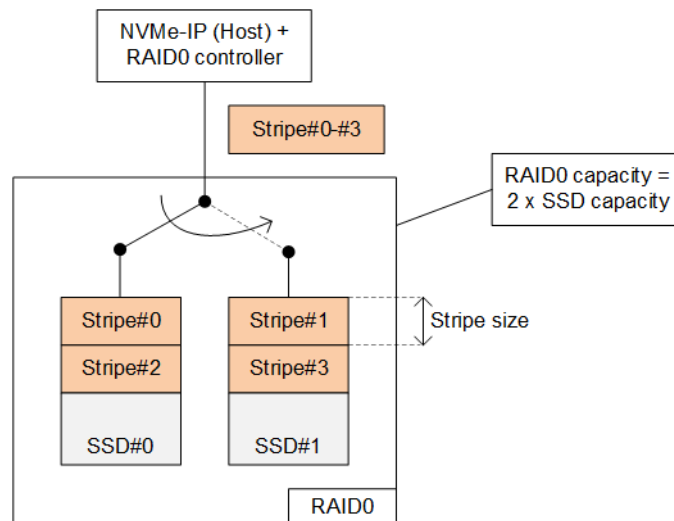 NVMe-IP (Host) +
RAID0 controller
Stripe#0-#3
RAID0 capacity =
2 x SSD capacity
Stripe#0
Stripe#1
Stripe size
Stripe#2
Stripe#3
SSD#0
SSD#1
RAID0